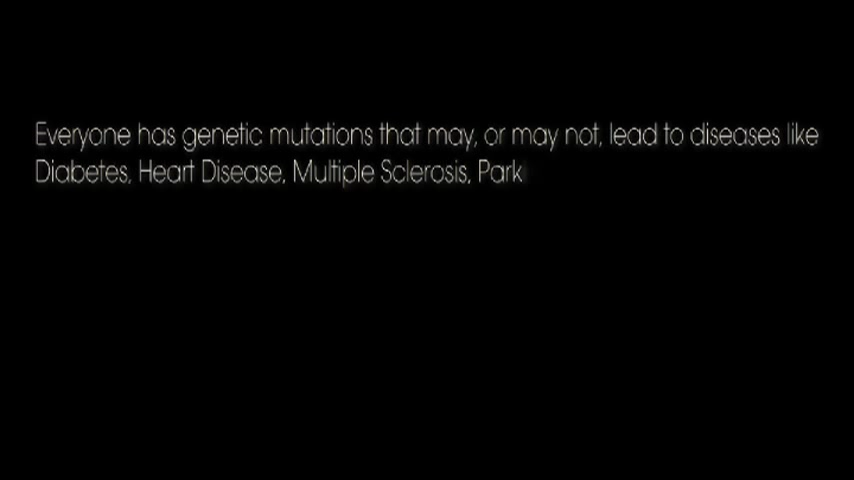 Everyone has genetic mutations that may, or may not, lead to diseases like
Diabetes, Heart Disease, Multiple Sclerosis, Park